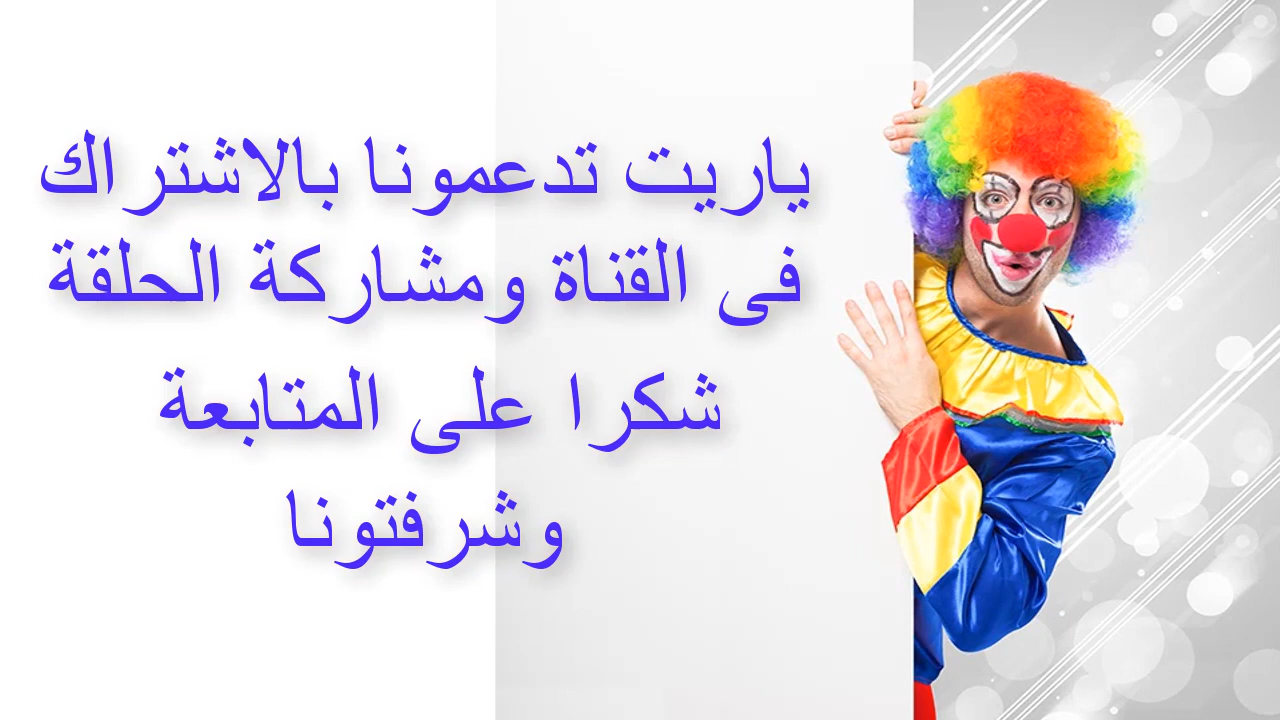 ياريت تدعمونا بالاشتراك
فى القناة ومشاركة الحلقة
شكرا على المتابعة
وشرفتونا